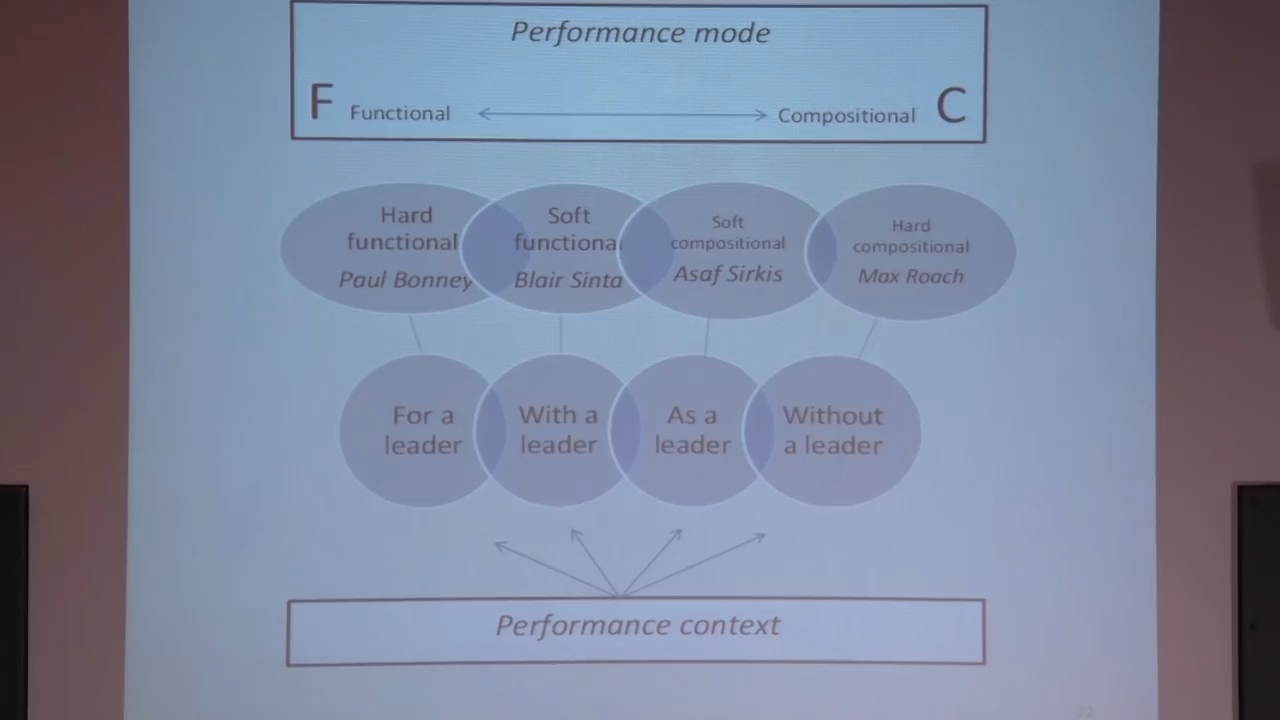 Performance mode
F Functional Compositional C
Hard
functional
Paul Bonney
Soft
functional
Blair Sinta
Soft
compositional
Asaf Sirkis
Hard
compositional
Max Roach
For a
leader
With a
leader
As a
leader
Without
a leader
Performance context
22